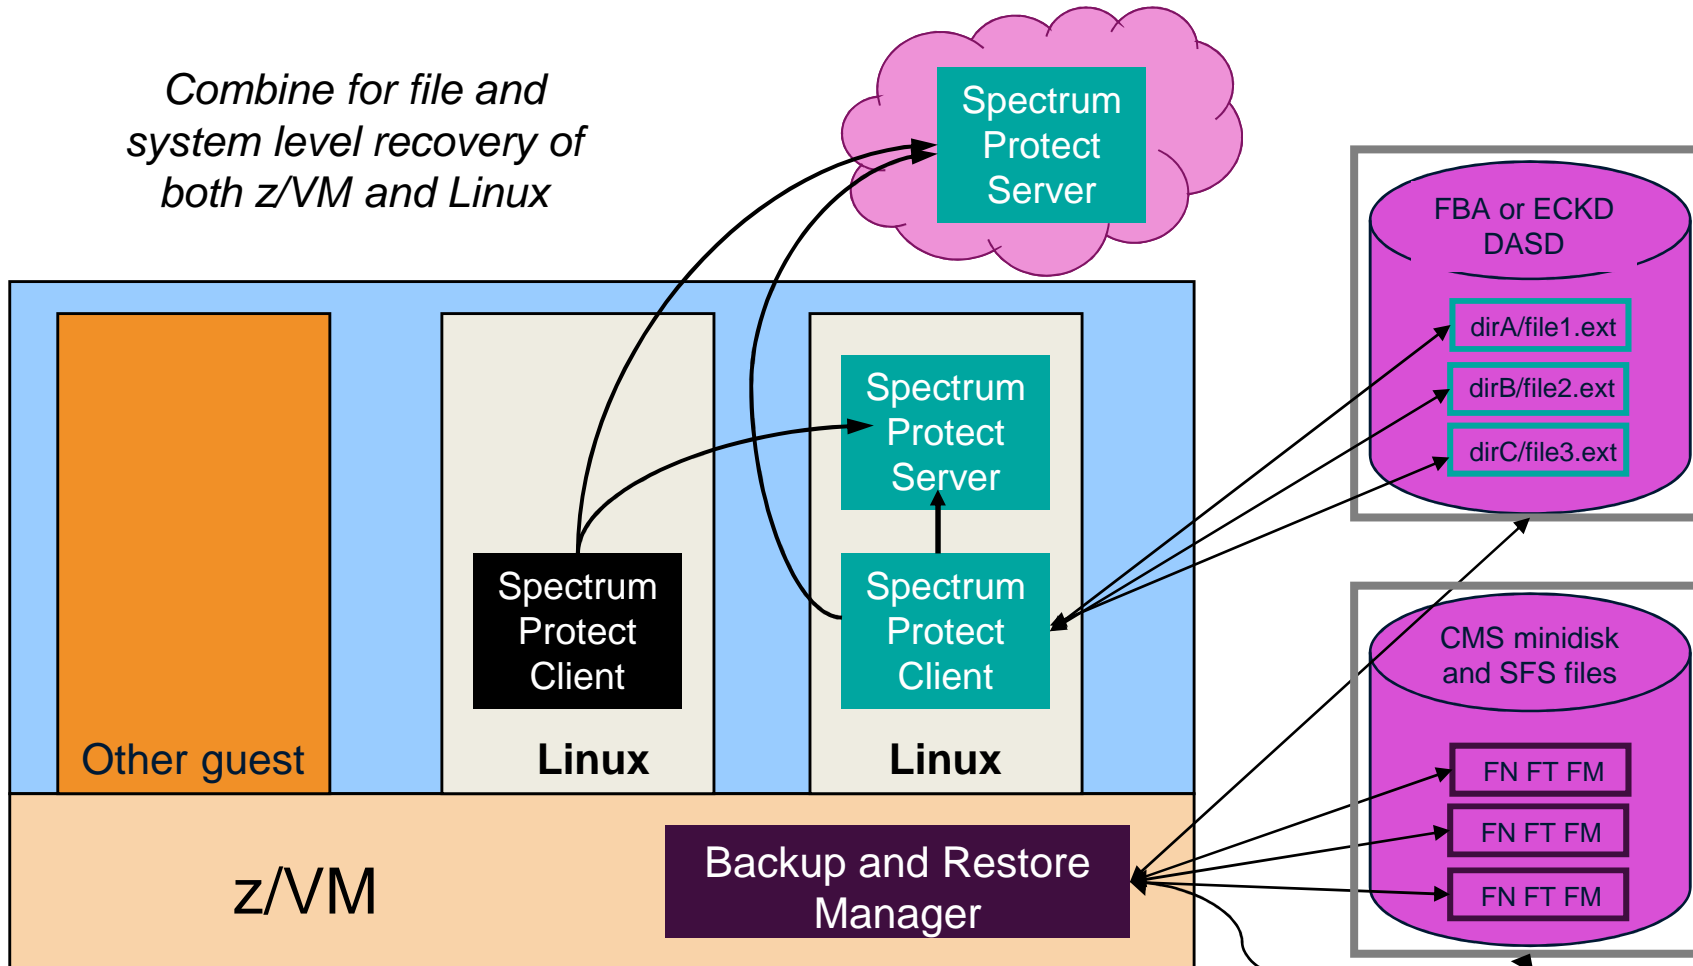 Combine for file and
system level recovery of
both z/VM and Linux
Spectrum
Protect
Server
FBA or ECKD
DASD
dirA/file1.ext
dirB/file2.ext
dirC/file3.ext
Spectrum
Protect
Server
Spectrum
Protect
Client
Spectrum
Protect
Client
Other guest
Linux
Linux
CMS minidisk
and SFS files
FN FT FM
FN FT FM
FN FT FM
z/VM
Backup and Restore
Manager